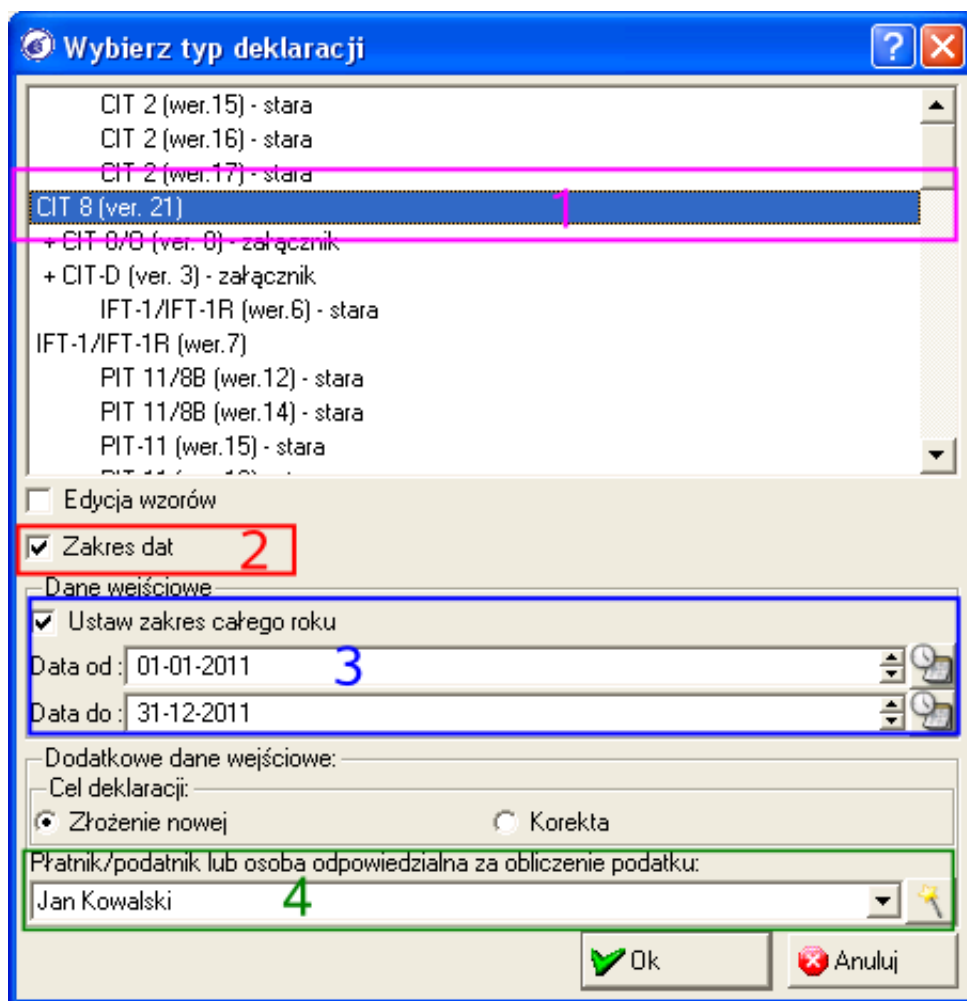 Wybierz typ deklaracji
CIT 2 (wer.15) - stara
CIT 2 (wer.16) - stara
CIT 2 (wer.17) - stara
CIT 8 (ver. 21) 1
+ CIT-8/O (ver. 8) - załącznik
+ CIT-D (ver. 3) - załącznik
IFT-1/IFT-1R (wer.6) - stara
IFT-1/IFT-1R (wer.7)
PIT 11/8B (wer.12) - stara
PIT 11/8B (wer.14) - stara
PIT-11 (wer.15) - stara
Edycja wzorów
Zakres dat 2
Dane wejściowe
Ustaw zakres całego roku
Data od : 01-01-2011 3
Data do : 31-12-2011
Dodatkowe dane wejściowe:
Cel deklaracji:
Złożenie nowej Korekta
Płatnik/podatnik lub osoba odpowiedzialna za obliczenie podatku:
Jan Kowalski 4
Ok Anuluj